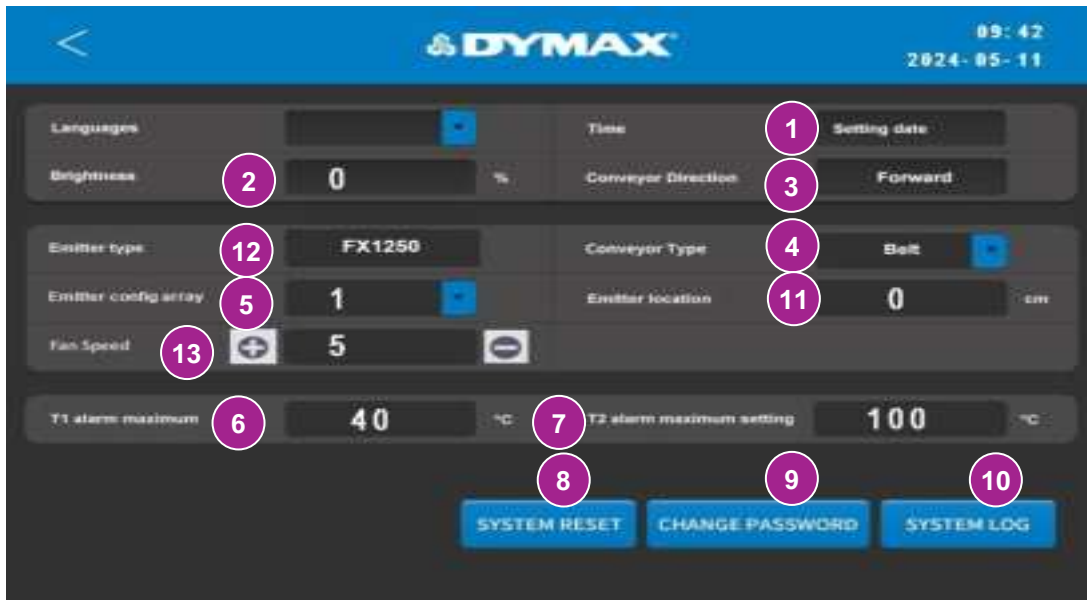 <
DYMAX
09:42
2024-05-11
Languages
Time
1
Setting date
Brightness
2
0
%
Conveyor Direction
3
Forward
Emitter type
12
FX1250
Conveyor Type
4
Belt
Emitter config array
5
1
Emitter location
11
0
cm
Fan Speed
13
+
5
-
T1 alarm maximum
6
40
°C
7
T2 alarm maximum setting
100
°C
8
9
10
SYSTEM RESET
CHANGE PASSWORD
SYSTEM LOG